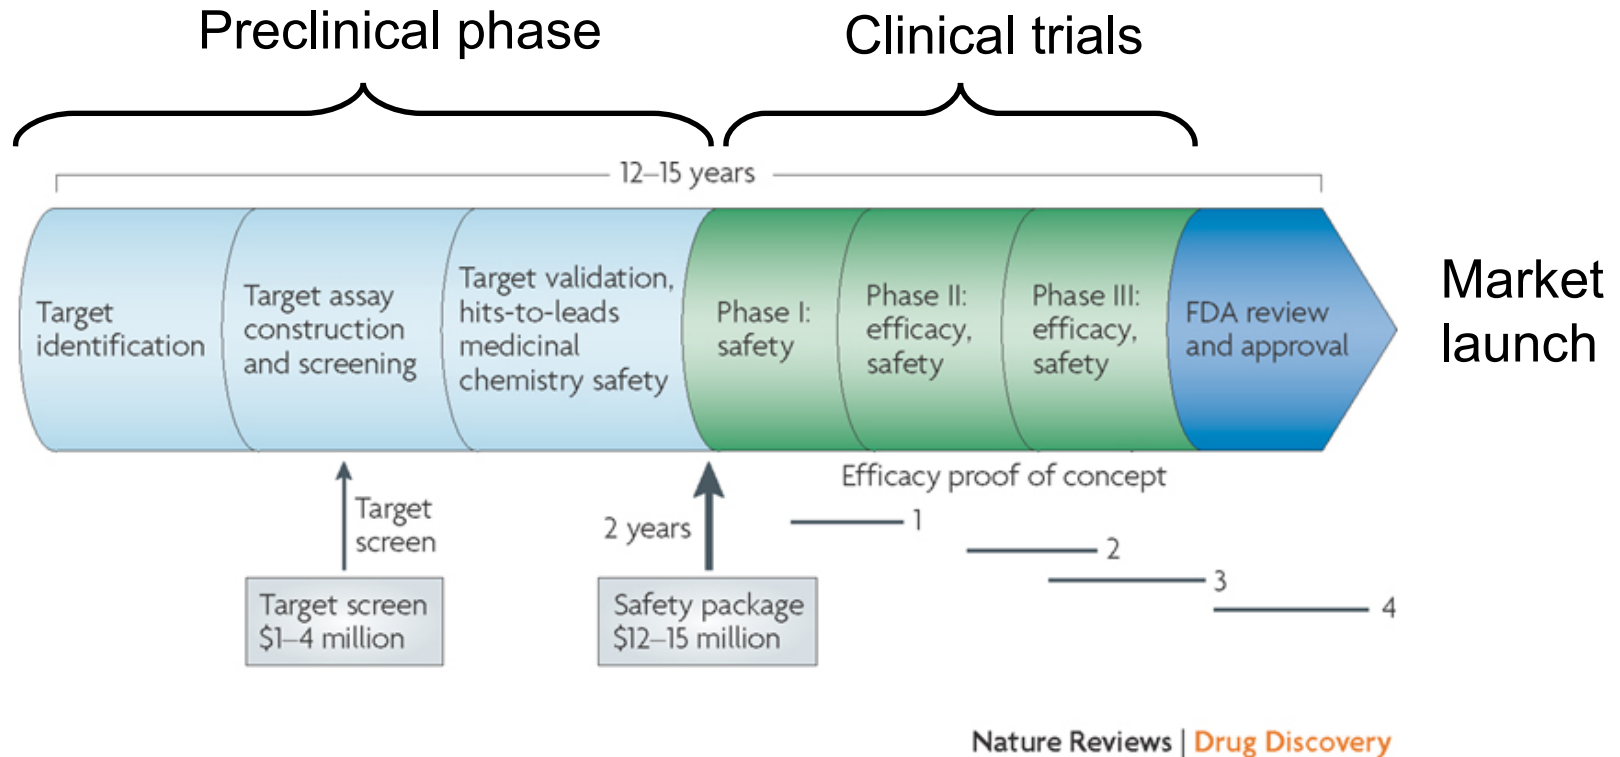 Preclinical phase
Clinical trials
12–15 years
Target
identification
Target assay
construction
and screening
Target validation,
hits-to-leads
medicinal
chemistry safety
Phase I:
safety
Phase II:
efficacy,
safety
Phase III:
efficacy,
safety
FDA review
and approval
Market
launch
Target
screen
2 years
Efficacy proof of concept
1
2
3
4
Target screen
$1–4 million
Safety package
$12–15 million
Nature Reviews | Drug Discovery